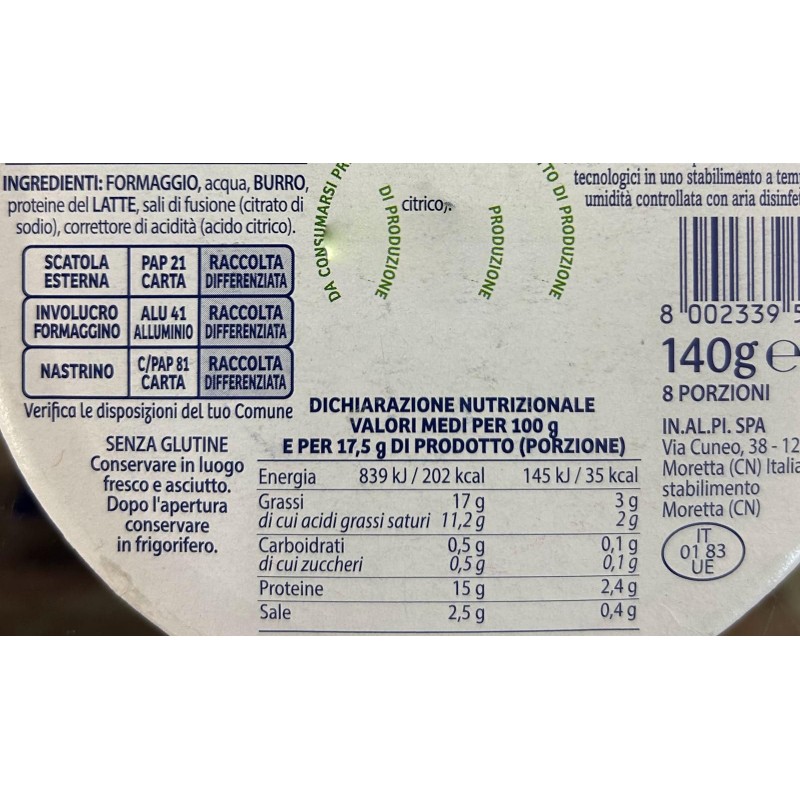 INGREDIENTI: FORMAGGIO, acqua, BURRO,
proteine del LATTE, sali di fusione (citrato di
sodio), correttore di acidità (acido citrico).
SCATOLA ESTERNA PAP 21 CARTA RACCOLTA DIFFERENZIATA
INVOLUCRO FORMAGGINO ALU 41 ALLUMINIO RACCOLTA DIFFERENZIATA
NASTRINO C/PAP 81 CARTA RACCOLTA DIFFERENZIATA
Verifica le disposizioni del tuo Comune
SENZA GLUTINE
Conservare in luogo
fresco e asciutto.
Dopo l'apertura
conservare
in frigorifero.
DA CONSUMARSI
DI PRODUZIONE
citrico).
PRODUZIONE
DI PRODUZIONE
DICHIARAZIONE NUTRIZIONALE
VALORI MEDI PER 100 g
E PER 17,5 g DI PRODOTTO (PORZIONE)
Energia 839 kJ / 202 kcal 145 kJ / 35 kcal
Grassi 17 g 3 g
di cui acidi grassi saturi 11,2 g 2 g
Carboidrati 0,5 g 0,1 g
di cui zuccheri 0,5 g 0,1 g
Proteine 15 g 2,4 g
Sale 2,5 g 0,4 g
tecnologici in uno stabilimento a
umidità controllata con aria
8 002339
140g e
8 PORZIONI
IN.AL.PI. SPA
Via Cuneo, 38 - 12
Moretta (CN) Italia
stabilimento
Moretta (CN)
IT
01 83
UE